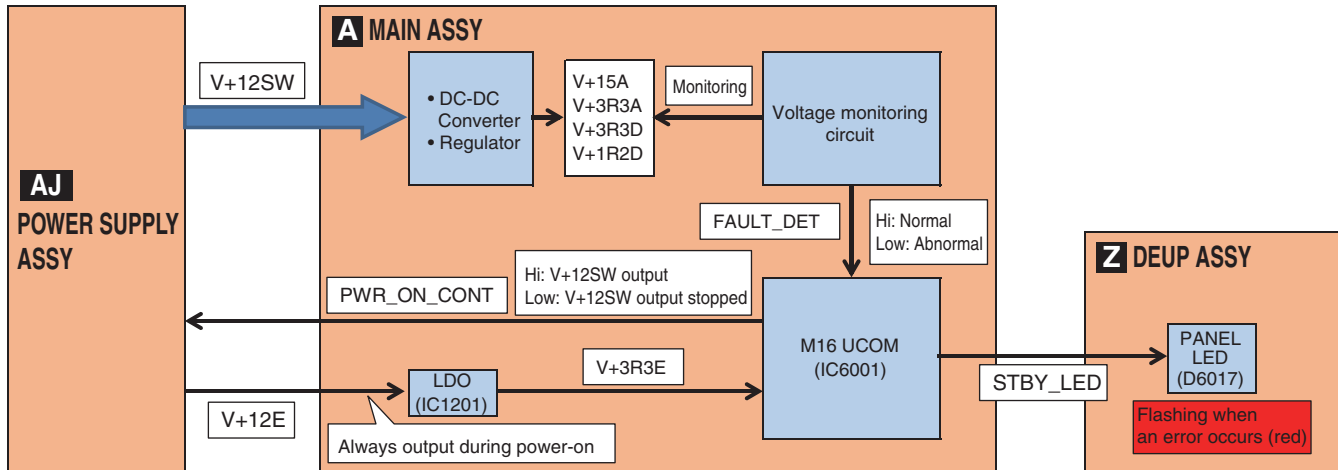 AJ
POWER SUPPLY
ASSY
V+12SW
A MAIN ASSY
• DC-DC
Converter
• Regulator
V+15A
V+3R3A
V+3R3D
V+1R2D
Monitoring
Voltage monitoring
circuit
FAULT_DET
Hi: Normal
Low: Abnormal
PWR_ON_CONT
Hi: V+12SW output
Low: V+12SW output stopped
M16 UCOM
(IC6001)
V+12E
LDO
(IC1201)
V+3R3E
Always output during power-on
STBY_LED
Z DEUP ASSY
PANEL
LED
(D6017)
Flashing when
an error occurs (red)